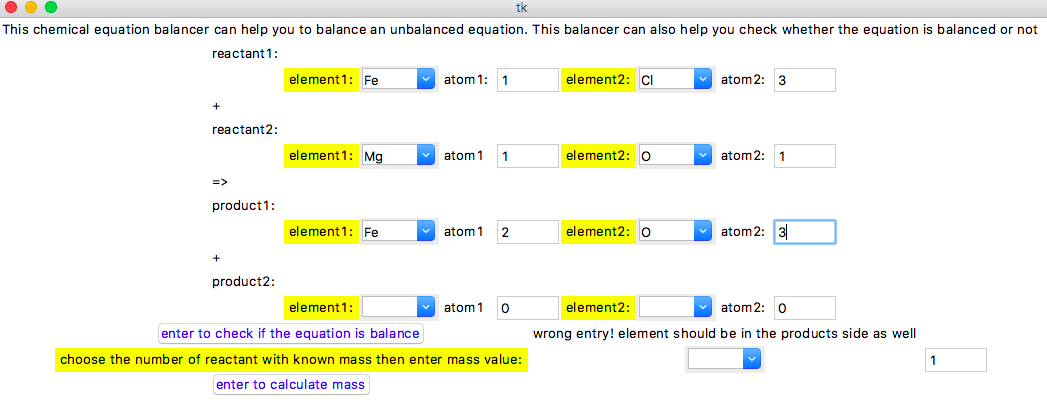 tk
This chemical equation balancer can help you to balance an unbalanced equation. This balancer can also help you check whether the equation is balanced or not
reactant1:
element1: Fe atom1: 1 element2: Cl atom2: 3
+
reactant2:
element1: Mg atom1 1 element2: O atom2: 1
=>
product1:
element1: Fe atom1 2 element2: O atom2: 3
+
product2:
element1: atom1 0 element2: atom2: 0
enter to check if the equation is balance wrong entry! element should be in the products side as well
choose the number of reactant with known mass then enter mass value: 1
enter to calculate mass